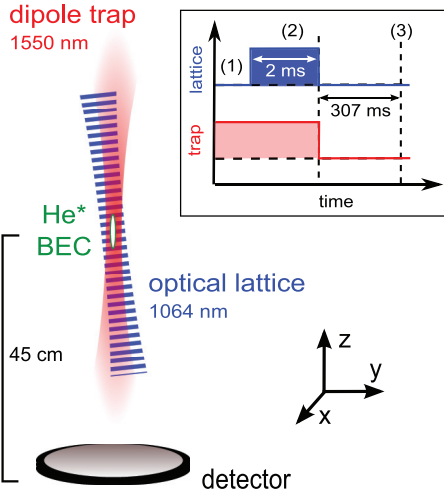 dipole trap
1550 nm
He*
BEC
optical lattice
1064 nm
45 cm
detector
z
y
x
lattice
trap
(1)
(2)
(3)
2 ms
307 ms
time